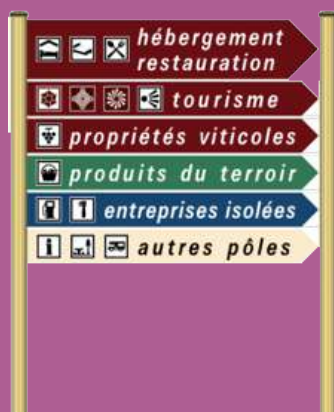 hébergement
restauration
tourisme
propriétés viticoles
produits du terroir
entreprises isolées
i autres pôles